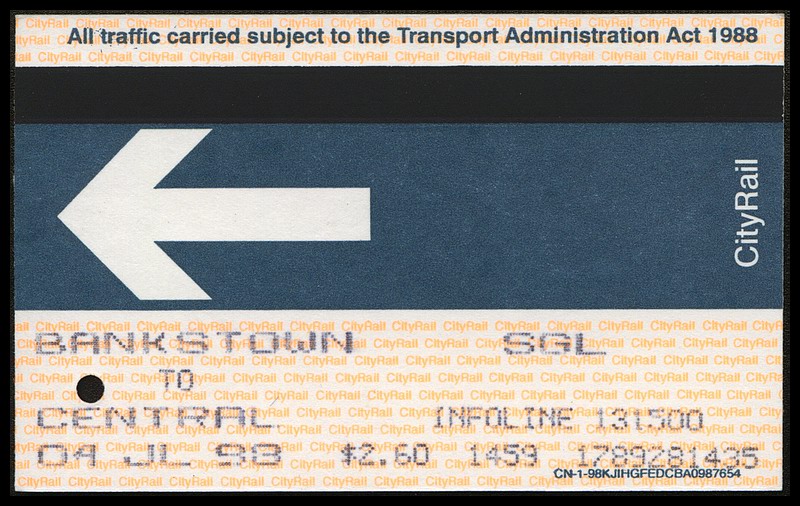 All traffic carried subject to the Transport Administration Act 1988
CityRail
BANKSTOWN SGL
TO
CENTRAL INFOLINE 131500
04 JL 98 $2.60 1459 1789281435
CN-1-98KJIHGFEDCBA0987654